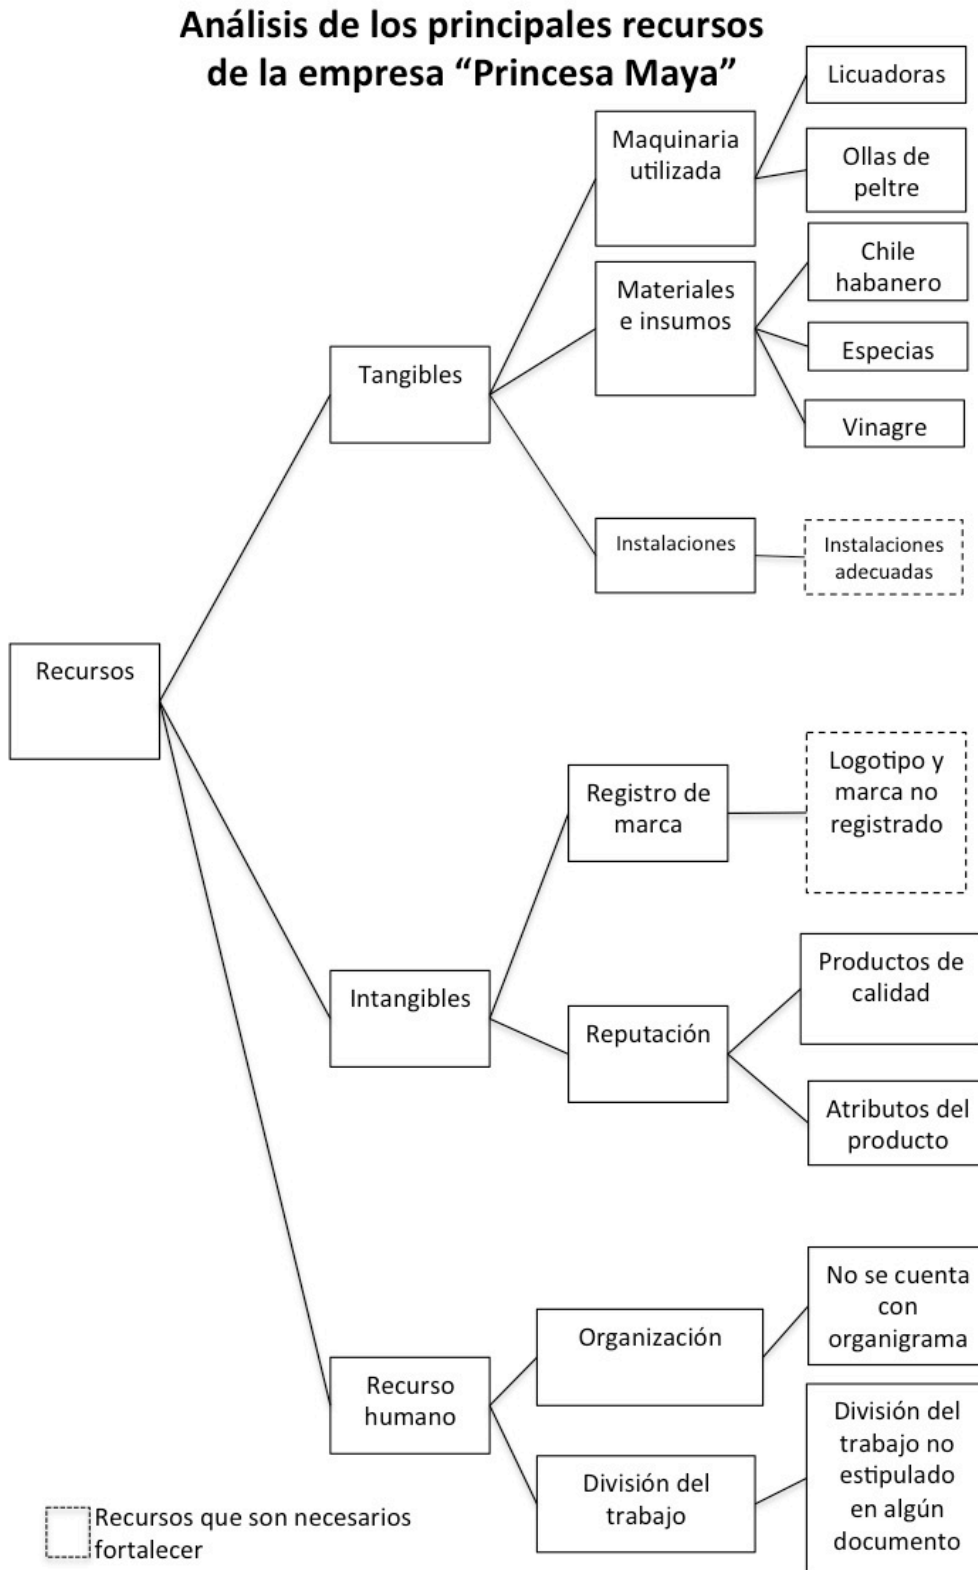 Análisis de los principales recursos
de la empresa “Princesa Maya”
Licuadoras
Maquinaria
utilizada
Ollas de
peltre
Chile
habanero
Materiales
e insumos
Especias
Tangibles
Vinagre
Instalaciones
Instalaciones
adecuadas
Recursos
Logotipo y
marca no
registrado
Registro de
marca
Productos de
calidad
Intangibles
Reputación
Atributos del
producto
No se cuenta
con
organigrama
Organización
Recurso
humano
División del
trabajo no
estipulado
en algún
documento
División del
trabajo
Recursos que son necesarios
fortalecer